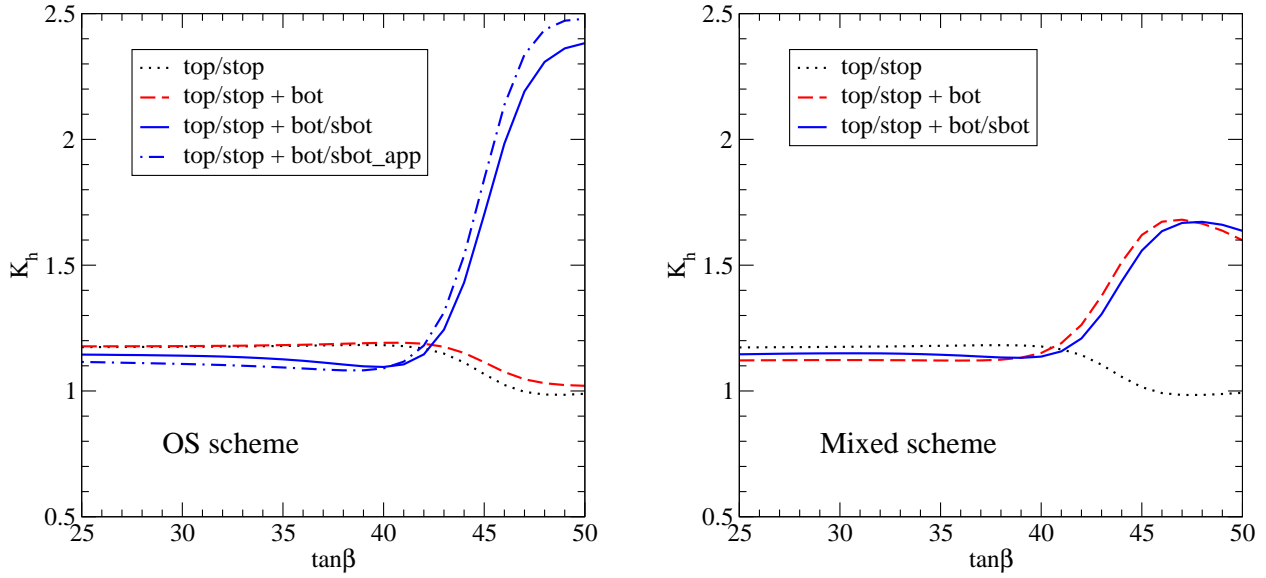 2.5
top/stop
top/stop + bot
top/stop + bot/sbot
top/stop + bot/sbot_app
2
K_h
1.5
1
OS scheme
0.5
25 30 35 40 45 50
tanβ
2.5
top/stop
top/stop + bot
top/stop + bot/sbot
2
K_h
1.5
1
Mixed scheme
0.5
25 30 35 40 45 50
tanβ